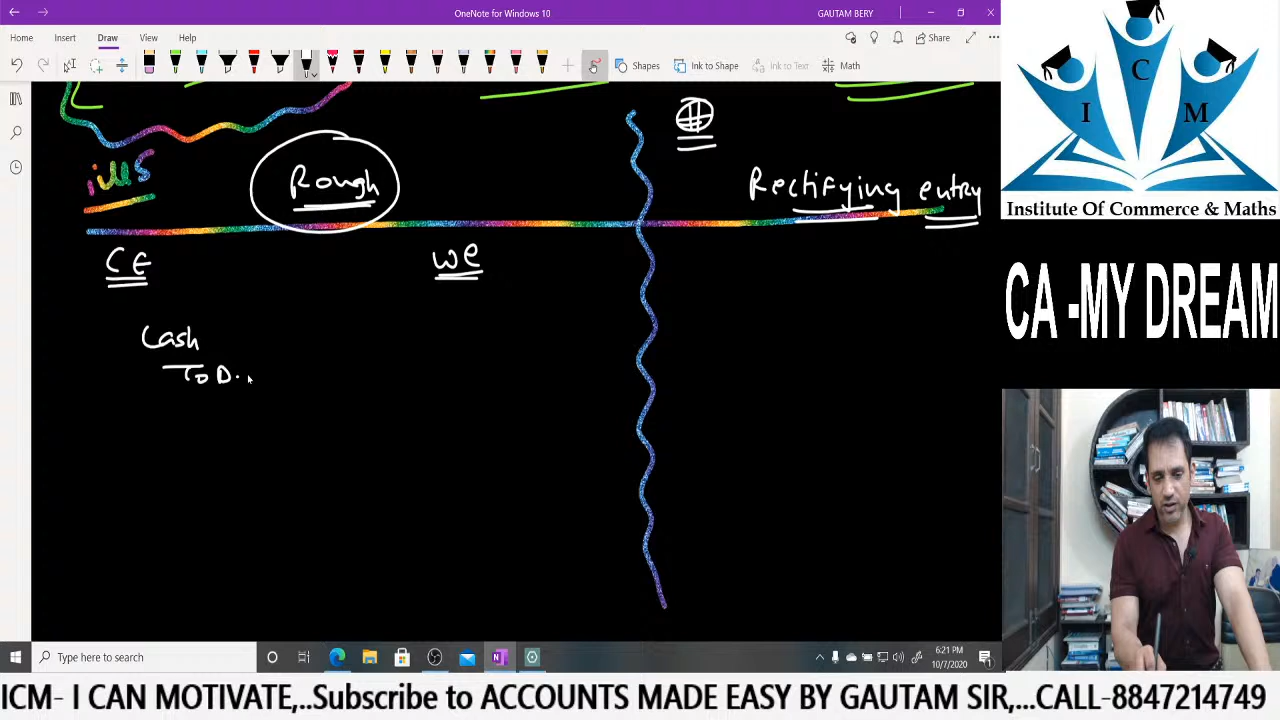 OneNote for Windows 10
GAUTAM BERY
Home Insert Draw View Help
Share
Shapes Ink to Shape Ink to Text Math
I C M
Institute Of Commerce & Maths
CA -MY DREAM
ills
Rough
Rectifying entry
CE
we
Cash
To D.
Type here to search
6:21 PM
10/7/2020
ICM- I CAN MOTIVATE,..Subscribe to ACCOUNTS MADE EASY BY GAUTAM SIR,...CALL-8847214749